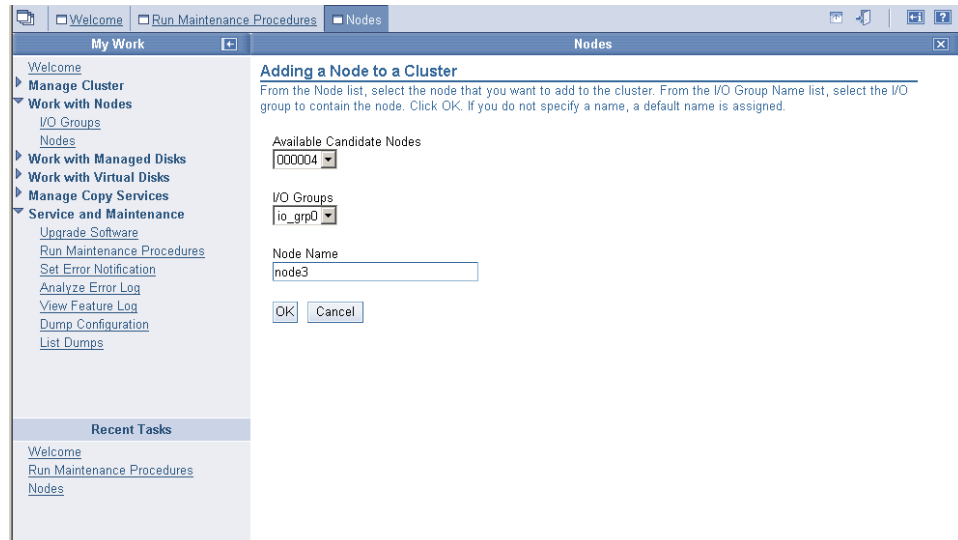 Welcome Run Maintenance Procedures Nodes
My Work
Nodes
Welcome
Manage Cluster
Work with Nodes
I/O Groups
Nodes
Work with Managed Disks
Work with Virtual Disks
Manage Copy Services
Service and Maintenance
Upgrade Software
Run Maintenance Procedures
Set Error Notification
Analyze Error Log
View Feature Log
Dump Configuration
List Dumps
Recent Tasks
Welcome
Run Maintenance Procedures
Nodes
Adding a Node to a Cluster
From the Node list, select the node that you want to add to the cluster. From the I/O Group Name list, select the I/O
group to contain the node. Click OK. If you do not specify a name, a default name is assigned.
Available Candidate Nodes
000004
I/O Groups
io_grp0
Node Name
node3
OK Cancel